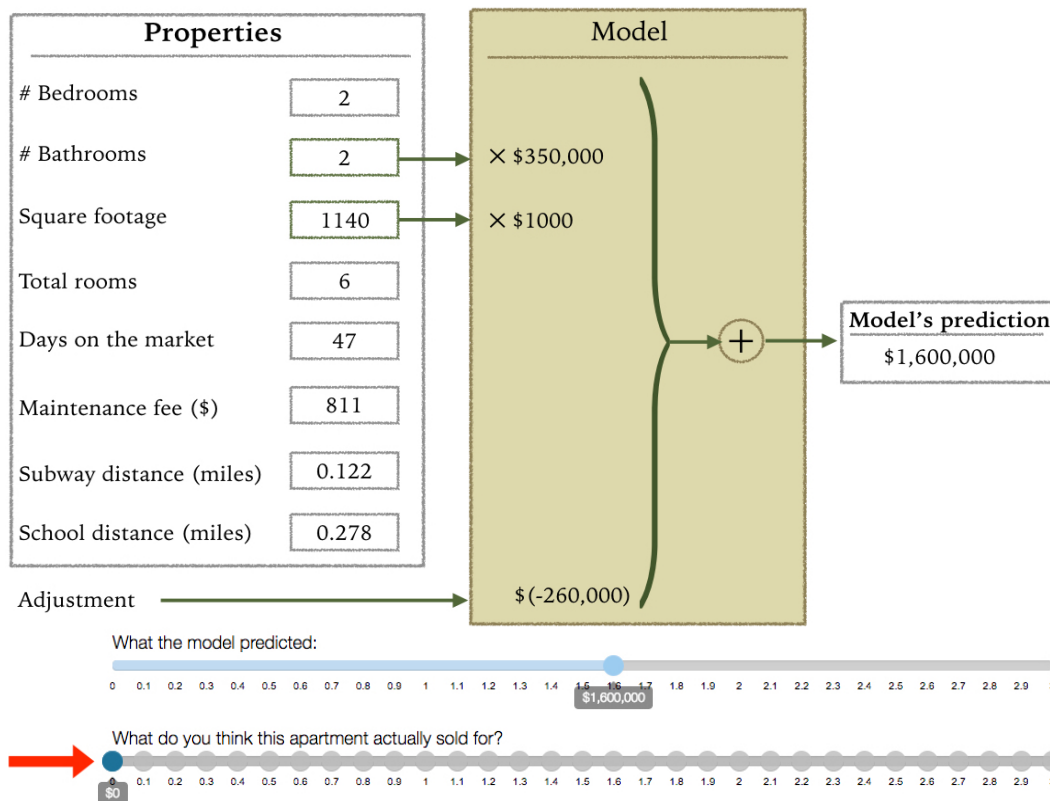 Properties
Model
# Bedrooms 2
# Bathrooms 2 × $350,000
Square footage 1140 × $1000
Total rooms 6
Model's prediction
Days on the market 47 +
$1,600,000
Maintenance fee ($) 811
Subway distance (miles) 0.122
School distance (miles) 0.278
Adjustment $(-260,000)
What the model predicted:
0 0.1 0.2 0.3 0.4 0.5 0.6 0.7 0.8 0.9 1 1.1 1.2 1.3 1.4 1.5 1.6 1.7 1.8 1.9 2 2.1 2.2 2.3 2.4 2.5 2.6 2.7 2.8 2.9
$1,600,000
What do you think this apartment actually sold for?
0 0.1 0.2 0.3 0.4 0.5 0.6 0.7 0.8 0.9 1 1.1 1.2 1.3 1.4 1.5 1.6 1.7 1.8 1.9 2 2.1 2.2 2.3 2.4 2.5 2.6 2.7 2.8 2.9
$0